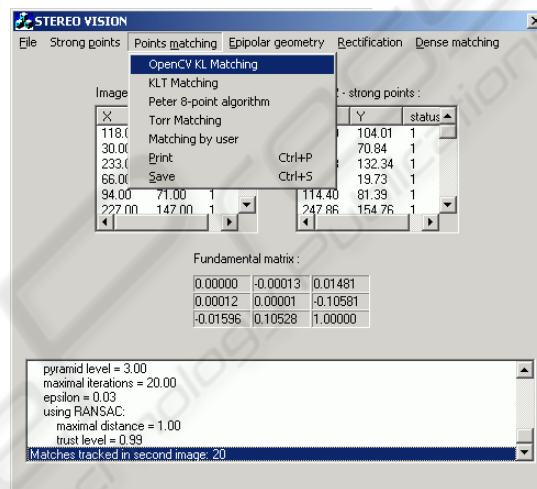 STEREO VISION
File Strong points Points matching Epipolar geometry Rectification Dense matching
OpenCV KL Matching
KLT Matching
Peter 8-point algorithm
Torr Matching
Matching by user
Print Ctrl+P
Save Ctrl+S
Image - strong points :
X Y status
118.0 104.01 1
30.00 70.84 1
233.0 132.34 1
66.00 19.73 1
94.00 71.00 1 114.40 81.39 1
227.00 147.00 1 247.86 154.76 1
Fundamental matrix :
0.00000 -0.00013 0.01481
0.00012 0.00001 -0.10581
-0.01596 0.10528 1.00000
pyramid level = 3.00
maximal iterations = 20.00
epsilon = 0.03
using RANSAC:
maximal distance = 1.00
trust level = 0.99
Matches tracked in second image: 20